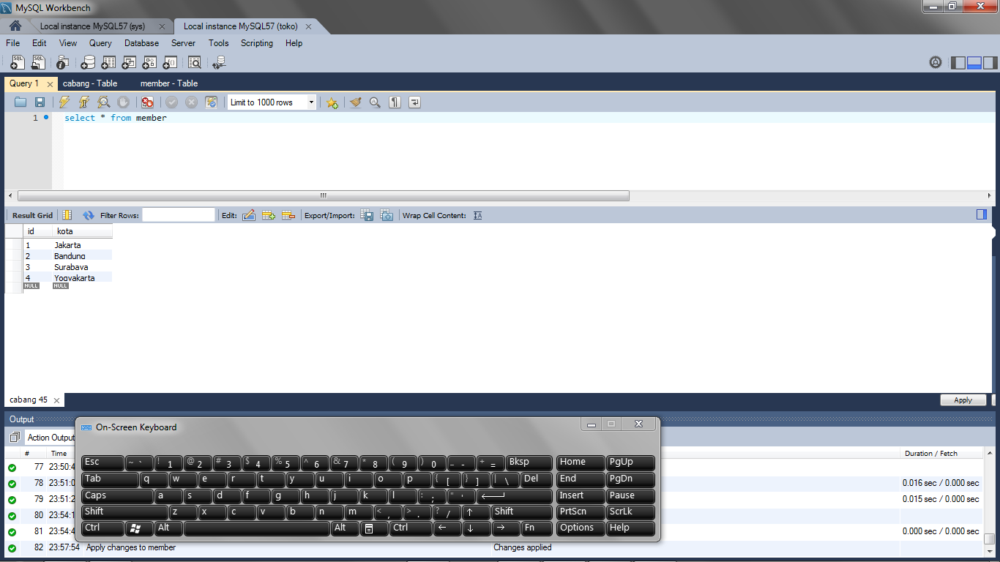 MySQL Workbench
Local instance MySQL57 (sys)
Local instance MySQL57 (toko)
File Edit View Query Database Server Tools Scripting Help
Query 1 cabang - Table member - Table
Limit to 1000 rows
1 select * from member
Result Grid Filter Rows: Edit: Export/Import: Wrap Cell Content:
id kota
1 Jakarta
2 Bandung
3 Surabaya
4 Yogyakarta
NULL NULL
cabang 45
Apply
Output
On-Screen Keyboard
Action Output
# Time Duration / Fetch
Esc ~ ` ! 1 @ 2 # 3 $ 4 % 5 ^ 6 & 7 * 8 ( 9 ) 0 _ - + = Bksp Home PgUp
Tab q w e r t y u i o p { [ } ] | \ Del End PgDn
Caps a s d f g h j k l : ; " ' Insert Pause
Shift z x c v b n m < , > . ? / ↑ Shift PrtScn ScrLk
Ctrl Alt Alt Ctrl ← ↓ → Fn Options Help
77 23:50:4
78 23:51:0 0.016 sec / 0.000 sec
79 23:51:2 0.015 sec / 0.000 sec
80 23:54:1
81 23:54:4 0.000 sec / 0.000 sec
82 23:57:54 Apply changes to member Changes applied